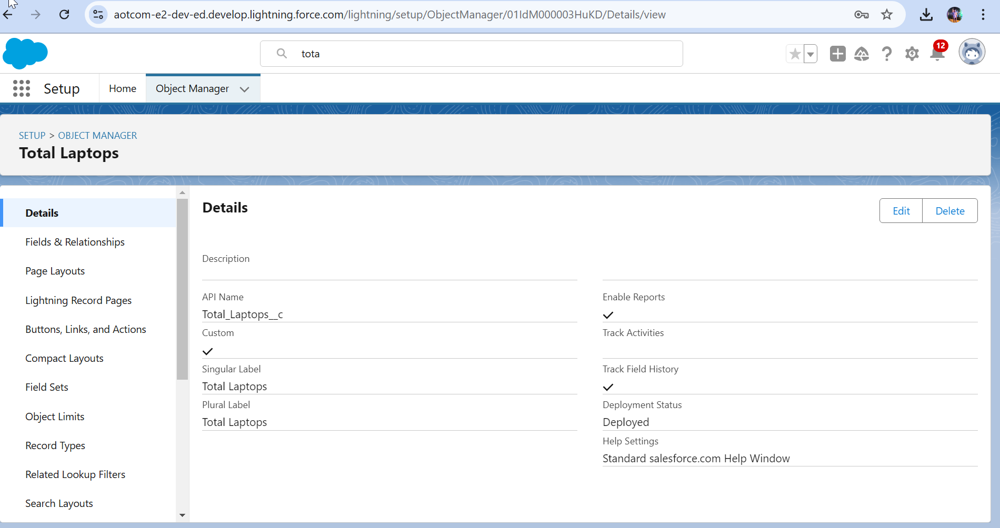 aotcom-e2-dev-ed.develop.lightning.force.com/lightning/setup/ObjectManager/01IdM000003HuKD/Details/view
tota
12
Setup
Home
Object Manager
SETUP > OBJECT MANAGER
Total Laptops
Details
Fields & Relationships
Page Layouts
Lightning Record Pages
Buttons, Links, and Actions
Compact Layouts
Field Sets
Object Limits
Record Types
Related Lookup Filters
Search Layouts
Details
Edit
Delete
Description
API Name
Total_Laptops__c
Custom
Singular Label
Total Laptops
Plural Label
Total Laptops
Enable Reports
Track Activities
Track Field History
Deployment Status
Deployed
Help Settings
Standard salesforce.com Help Window